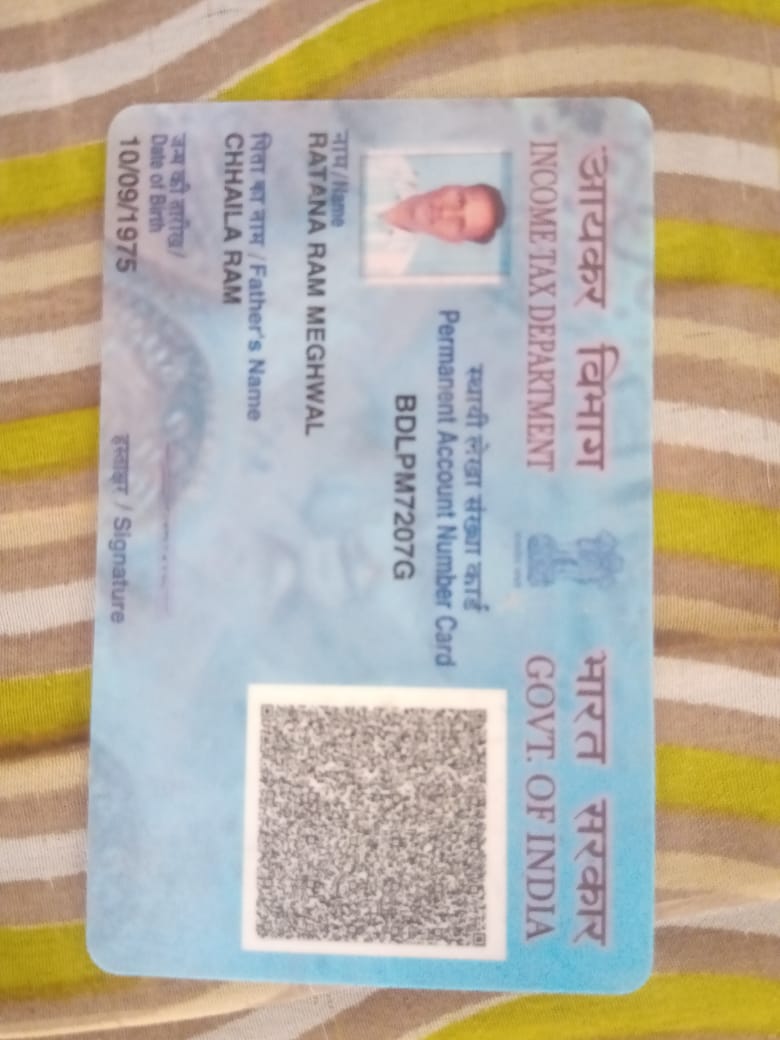 आयकर विभाग
INCOME TAX DEPARTMENT
भारत सरकार
GOVT. OF INDIA
स्थायी लेखा संख्या कार्ड
Permanent Account Number Card
BDLPM7207G
नाम / Name
RATANA RAM MEGHWAL
पिता का नाम / Father's Name
CHHAILA RAM
जन्म की तारीख /
Date of Birth
10/09/1975
हस्ताक्षर / Signature